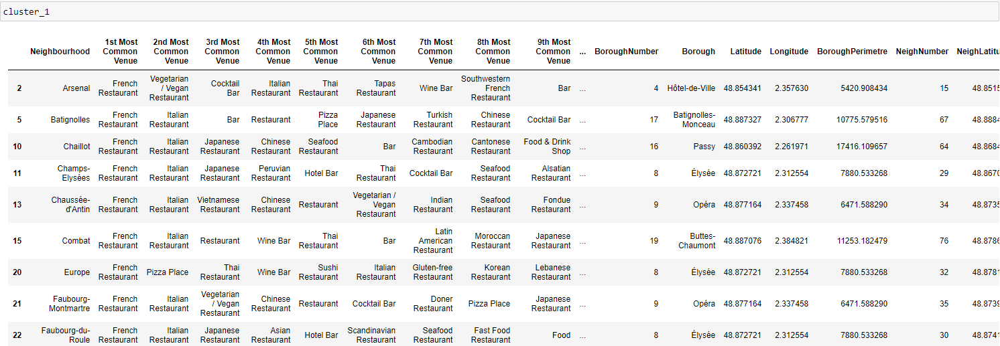 cluster_1
Neighbourhood 1st Most Common Venue 2nd Most Common Venue 3rd Most Common Venue 4th Most Common Venue 5th Most Common Venue 6th Most Common Venue 7th Most Common Venue 8th Most Common Venue 9th Most Common Venue ... BoroughNumber Borough Latitude Longitude BoroughPerimetre NeighNumber NeighLatitu
2 Arsenal French Restaurant Vegetarian / Vegan Restaurant Cocktail Bar Italian Restaurant Thai Restaurant Tapas Restaurant Wine Bar Southwestern French Restaurant Bar ... 4 Hôtel-de-Ville 48.854341 2.357630 5420.908434 15 48.8515
5 Batignolles French Restaurant Italian Restaurant Bar Restaurant Pizza Place Japanese Restaurant Turkish Restaurant Chinese Restaurant Cocktail Bar ... 17 Batignolles-Monceau 48.887327 2.306777 10775.579516 67 48.8884
10 Chaillot French Restaurant Italian Restaurant Japanese Restaurant Chinese Restaurant Seafood Restaurant Bar Cambodian Restaurant Cantonese Restaurant Food & Drink Shop ... 16 Passy 48.860392 2.261971 17416.109657 64 48.8684
11 Champs-Elysées French Restaurant Italian Restaurant Japanese Restaurant Peruvian Restaurant Hotel Bar Thai Restaurant Cocktail Bar Seafood Restaurant Alsatian Restaurant ... 8 Élysée 48.872721 2.312554 7880.533268 29 48.8670
13 Chaussée-d'Antin French Restaurant Italian Restaurant Vietnamese Restaurant Chinese Restaurant Restaurant Vegetarian / Vegan Restaurant Indian Restaurant Seafood Restaurant Fondue Restaurant ... 9 Opéra 48.877164 2.337458 6471.588290 34 48.8735
15 Combat French Restaurant Italian Restaurant Restaurant Wine Bar Thai Restaurant Bar Latin American Restaurant Moroccan Restaurant Japanese Restaurant ... 19 Buttes-Chaumont 48.887076 2.384821 11253.182479 76 48.8786
20 Europe French Restaurant Pizza Place Thai Restaurant Wine Bar Sushi Restaurant Italian Restaurant Gluten-free Restaurant Korean Restaurant Lebanese Restaurant ... 8 Élysée 48.872721 2.312554 7880.533268 32 48.8781
21 Faubourg-Montmartre French Restaurant Italian Restaurant Vegetarian / Vegan Restaurant Chinese Restaurant Restaurant Cocktail Bar Doner Restaurant Pizza Place Japanese Restaurant ... 9 Opéra 48.877164 2.337458 6471.588290 35 48.8739
22 Faubourg-du-Roule French Restaurant Italian Restaurant Japanese Restaurant Asian Restaurant Hotel Bar Scandinavian Restaurant Seafood Restaurant Fast Food Restaurant Food ... 8 Élysée 48.872721 2.312554 7880.533268 30 48.8741